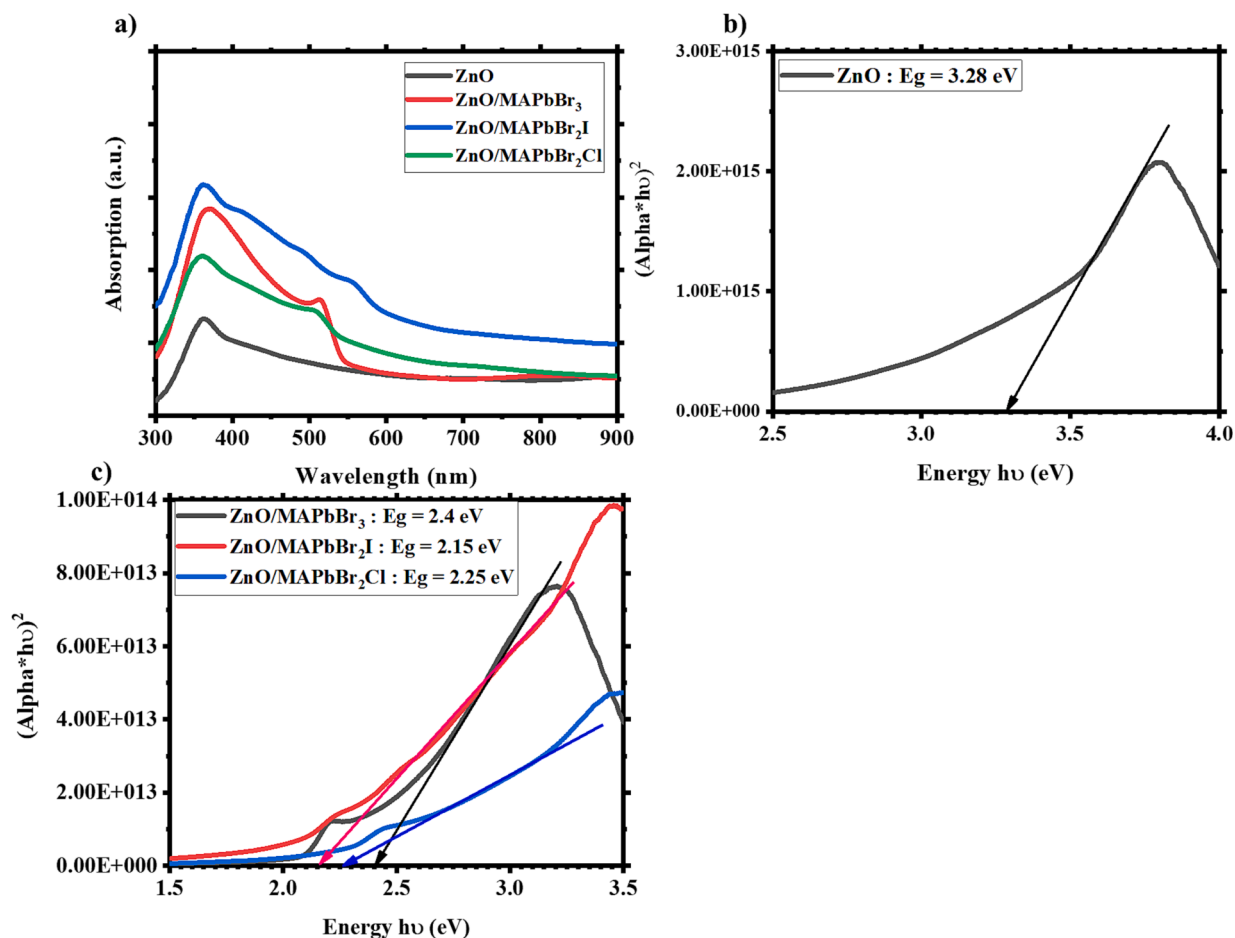 a)
Absorption (a.u.)
ZnO
ZnO/MAPbBr₃
ZnO/MAPbBr₂I
ZnO/MAPbBr₂Cl
300 400 500 600 700 800 900
Wavelength (nm)
b)
(Alpha*hυ)²
3.00E+015
2.00E+015
1.00E+015
0.00E+000
ZnO : Eg = 3.28 eV
2.5 3.0 3.5 4.0
Energy hυ (eV)
c)
(Alpha*hυ)²
1.00E+014
8.00E+013
6.00E+013
4.00E+013
2.00E+013
0.00E+000
ZnO/MAPbBr₃ : Eg = 2.4 eV
ZnO/MAPbBr₂I : Eg = 2.15 eV
ZnO/MAPbBr₂Cl : Eg = 2.25 eV
1.5 2.0 2.5 3.0 3.5
Energy hυ (eV)